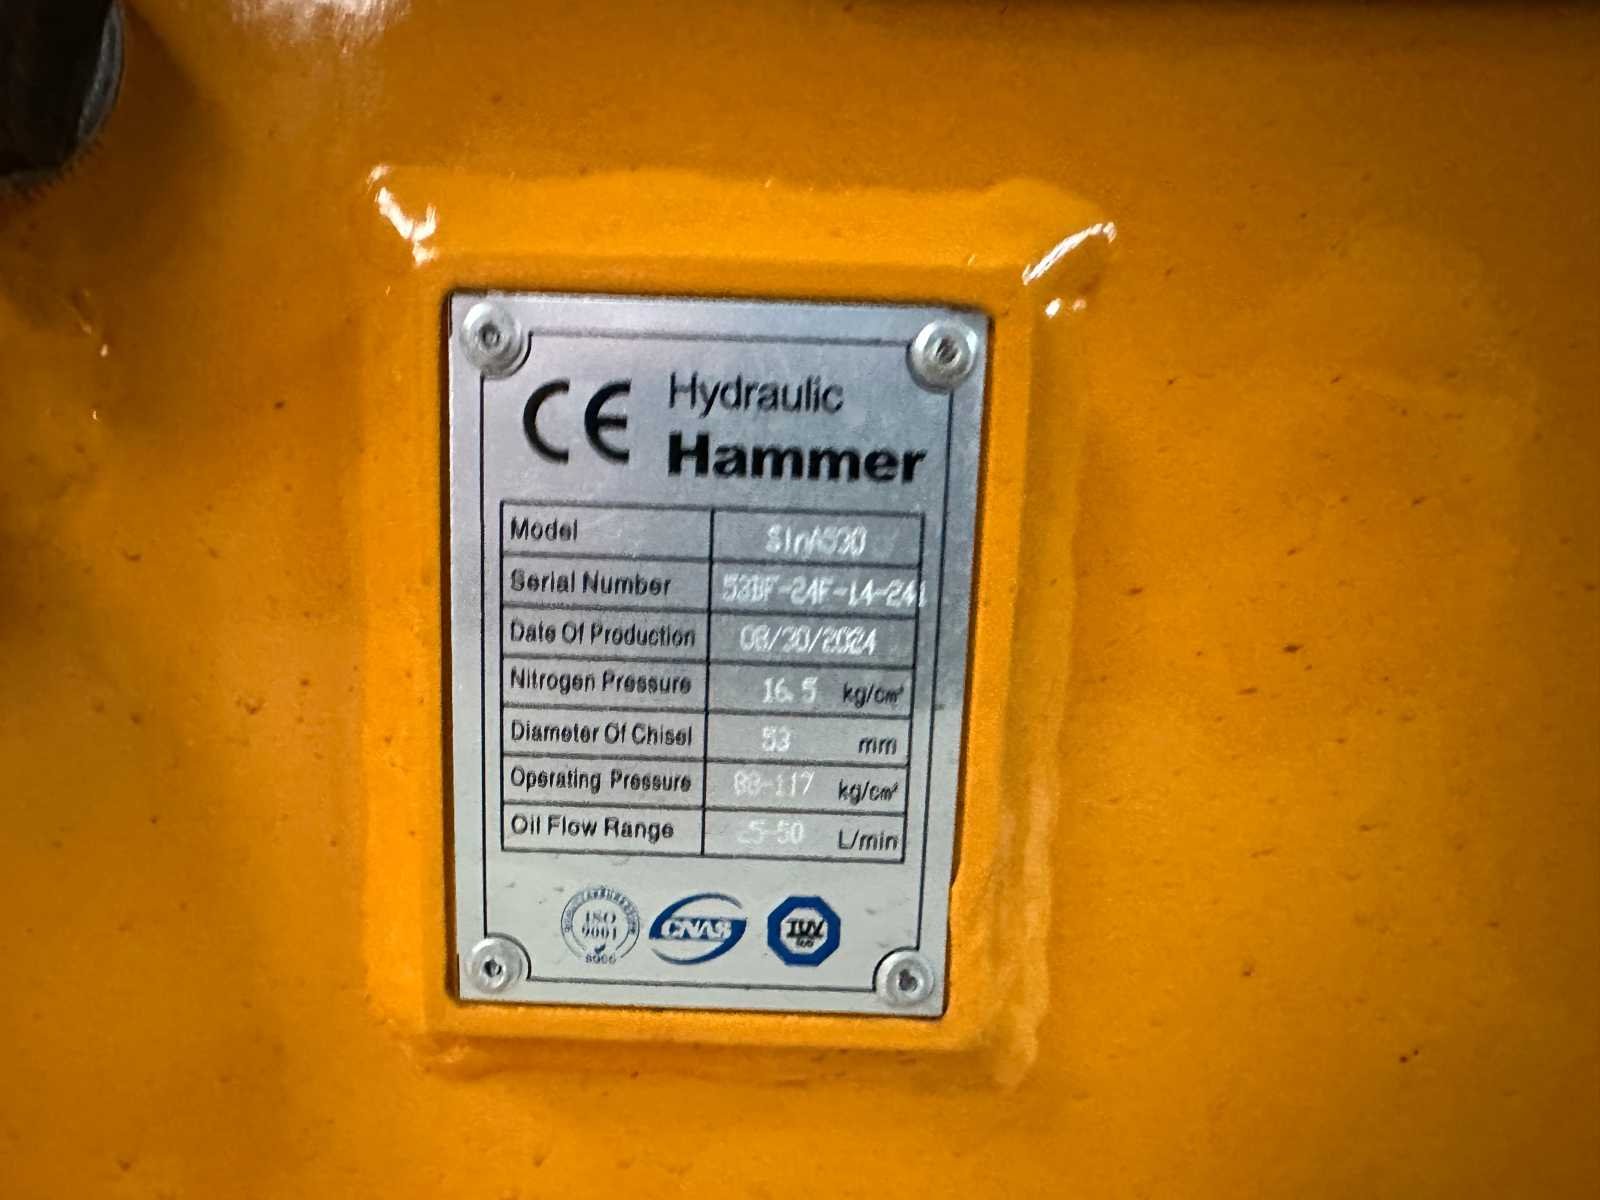 CE Hydraulic
Hammer
Model
Serial Number 53BF-24F-14-241
Date Of Production 08/30/2024
Nitrogen Pressure 16.5 kg/cm²
Diameter Of Chisel 53 mm
Operating Pressure 88-117 kg/cm²
Oil Flow Range 25-50 L/min
ISO
9001
CNAS
TUV